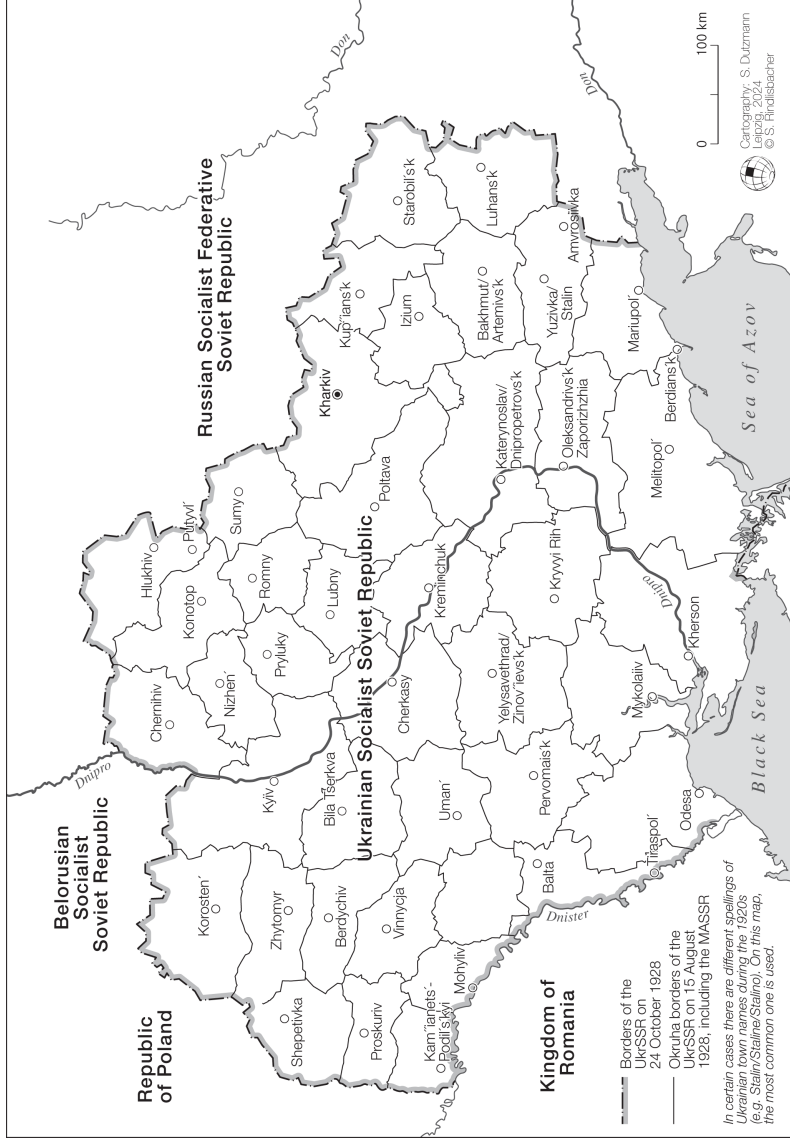 Russian Socialist Federative
Soviet Republic
Belorusian
Socialist
Soviet Republic
Republic
of Poland
Kingdom of
Romania
Ukrainian Socialist Soviet Republic
Don
Don
Dnipro
Dnipro
Dnister
Black Sea
Sea of Azov
Hlukhiv
Putyvl´
Chernihiv
Konotop
Sumy
Nizhen´
Romny
Pryluky
Lubny
Kharkiv
Kup´´ians´k
Starobil´s´k
Izium
Luhans´k
Poltava
Korosten´
Kyïv
Zhytomyr
Bila Tserkva
Berdychiv
Shepetivka
Proskuriv
Vinnycja
Cherkasy
Kreminchuk
Bakhmut/
Artemivs´k
Katerynoslav/
Dnipropetrovs´k
Uman´
Yelysavethrad/
Zinov´´ievs´k
Kam´´ianets´-
Podil´s´kyi
Mohyliv
Yuzivka/
Stalin
Amvrosiïvka
Oleksandrivs´k
Zaporizhzhia
Kryvyi Rih
Pervomais´k
Balta
Mariupol´
Berdians´k
Melitopol´
Mykolaïiv
Kherson
Tiraspol´
Odesa
Borders of the
UkrSSR on
24 October 1928
Okruha borders of the
UkrSSR on 15 August
1928, including the MASSR
In certain cases there are different spellings of
Ukrainian town names during the 1920s
(e.g. Stalin/Staline/Stalino). On this map,
the most common one is used.
0 100 km
Cartography: S. Dutzmann
Leipzig, 2024
© S. Rindlisbacher